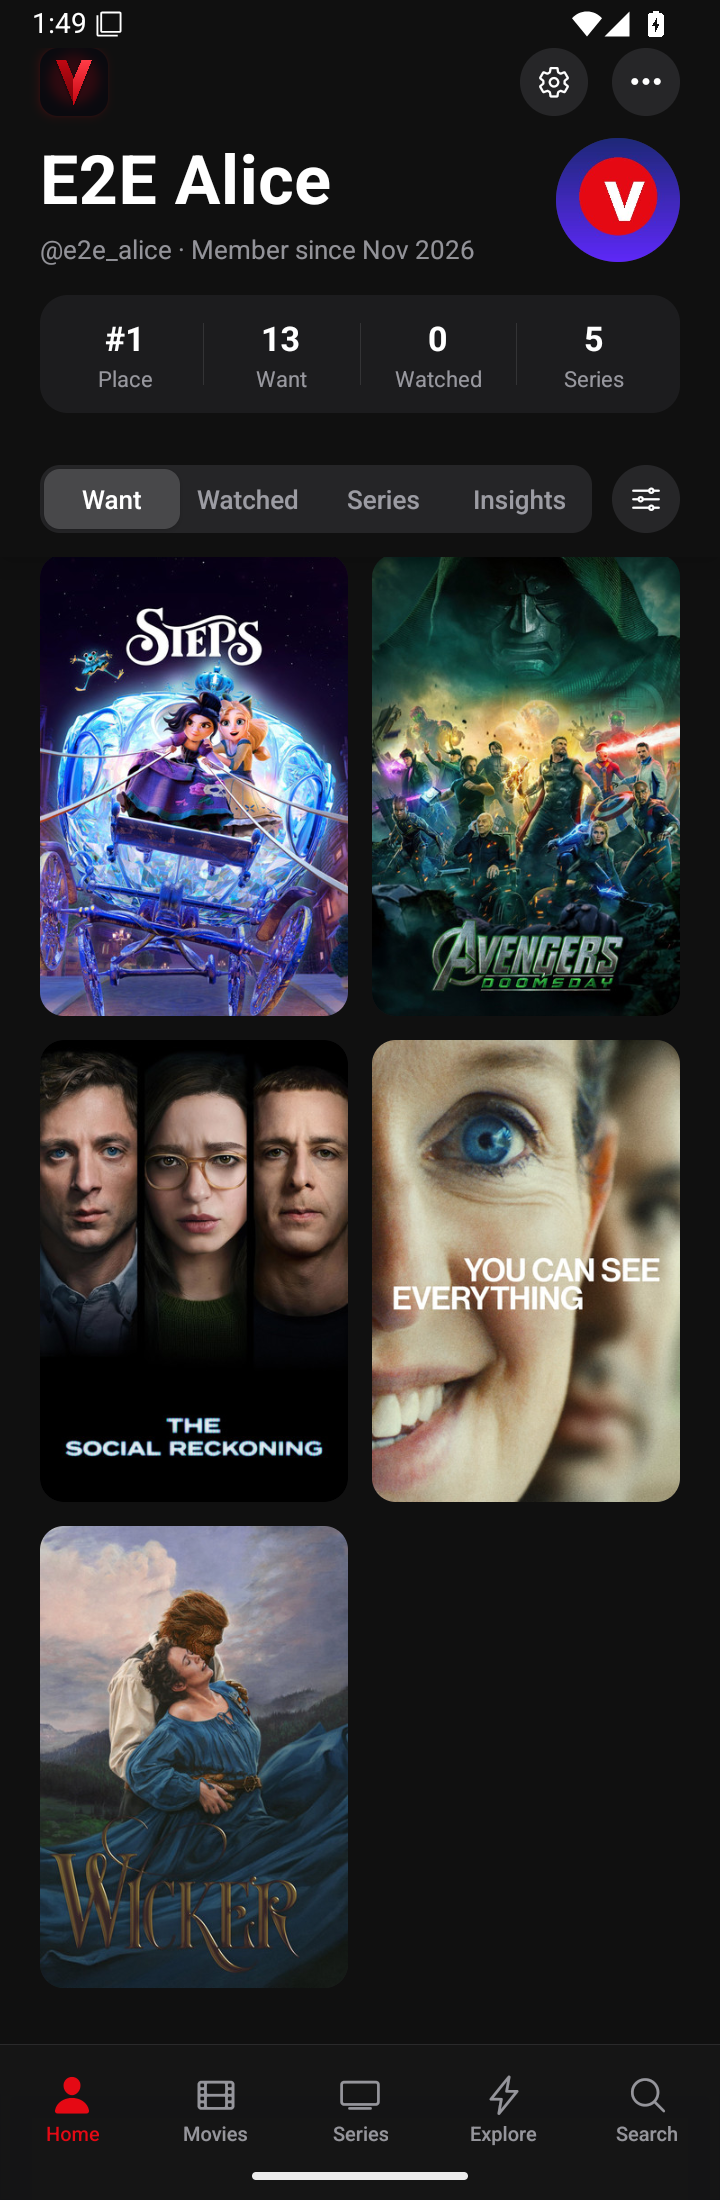 1:49
E2E Alice
V
@e2e_alice · Member since Nov 2026
#1
Place
13
Want
0
Watched
5
Series
Want
Watched
Series
Insights
STEPS
AVENGERS
DOOMSDAY
THE
SOCIAL RECKONING
YOU CAN SEE
EVERYTHING
WICKER
Home
Movies
Series
Explore
Search